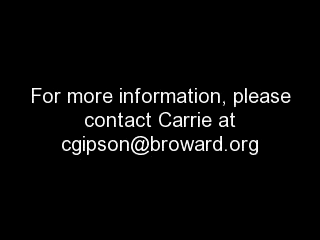 For more information, please
contact Carrie at
cgipson@broward.org